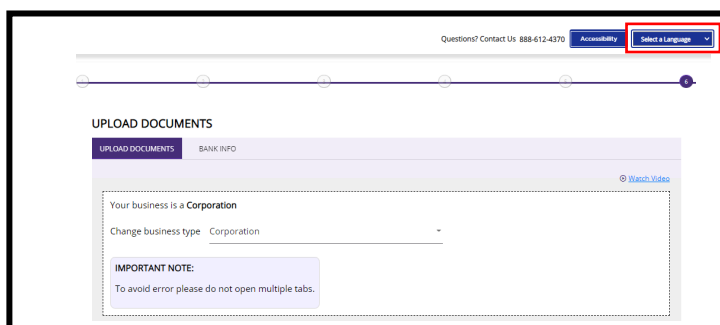 Questions? Contact Us 888-612-4370 Accessibility Select a Language
6
UPLOAD DOCUMENTS
UPLOAD DOCUMENTS BANK INFO
Watch Video
Your business is a Corporation
Change business type Corporation
IMPORTANT NOTE:
To avoid error please do not open multiple tabs.